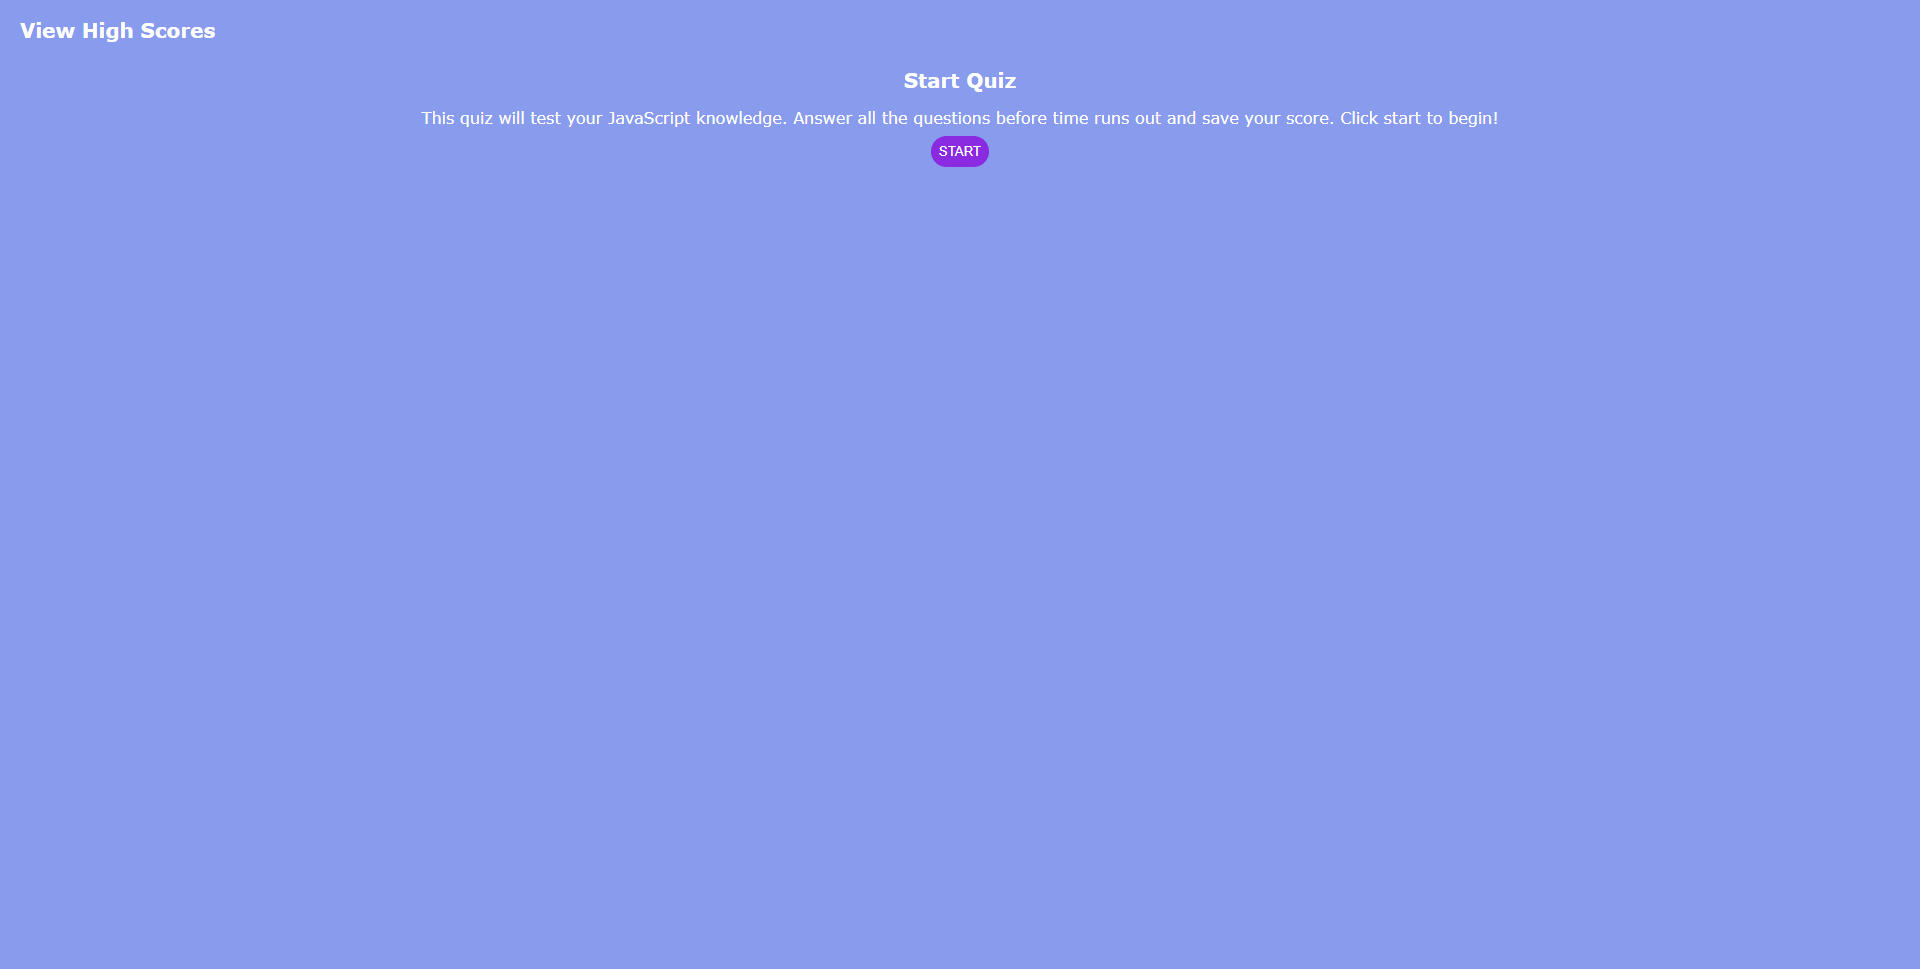 View High Scores
Start Quiz
This quiz will test your JavaScript knowledge. Answer all the questions before time runs out and save your score. Click start to begin!
START